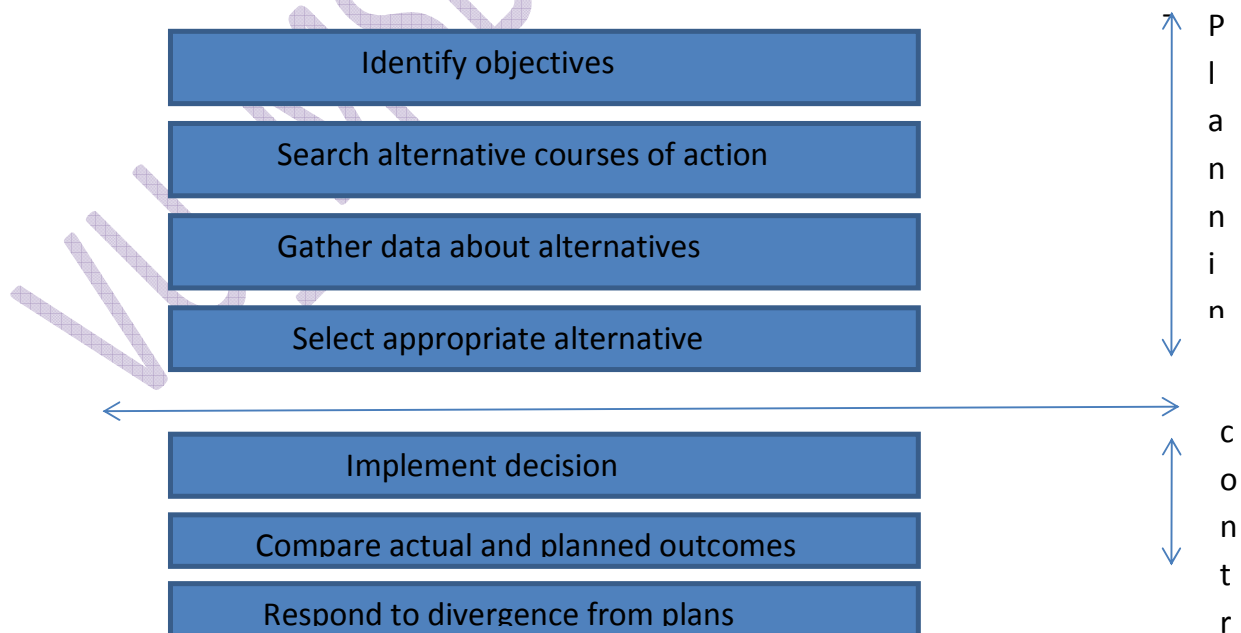 Identify objectives
Search alternative courses of action
Gather data about alternatives
Select appropriate alternative
Implement decision
Compare actual and planned outcomes
Respond to divergence from plans
P
l
a
n
n
i
n
c
o
n
t
r